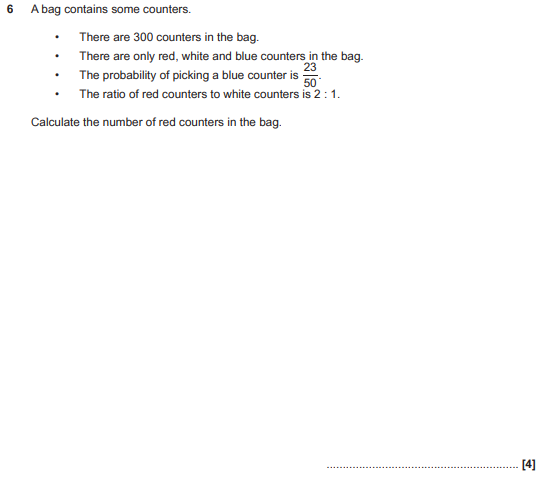 6 A bag contains some counters.
• There are 300 counters in the bag.
• There are only red, white and blue counters in the bag.
• The probability of picking a blue counter is 23/50.
• The ratio of red counters to white counters is 2 : 1.
Calculate the number of red counters in the bag.
........................................................... [4]